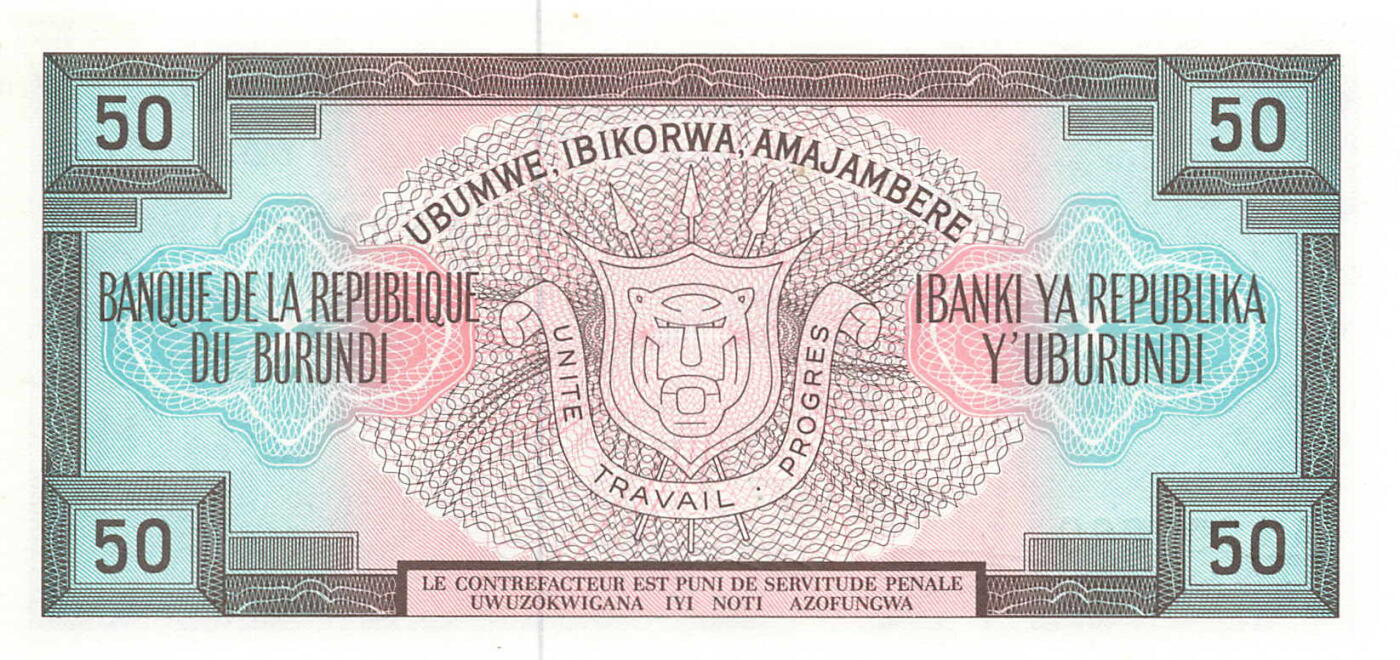 50
50
UBUMWE, IBIKORWA, AMAJAMBERE
BANQUE DE LA REPUBLIQUE
DU BURUNDI
IBANKI YA REPUBLIKA
Y'UBURUNDI
UNITE TRAVAIL . PROGRES
50
50
LE CONTREFACTEUR EST PUNI DE SERVITUDE PENALE
UWUZOKWIGANA IYI NOTI AZOFUNGWA